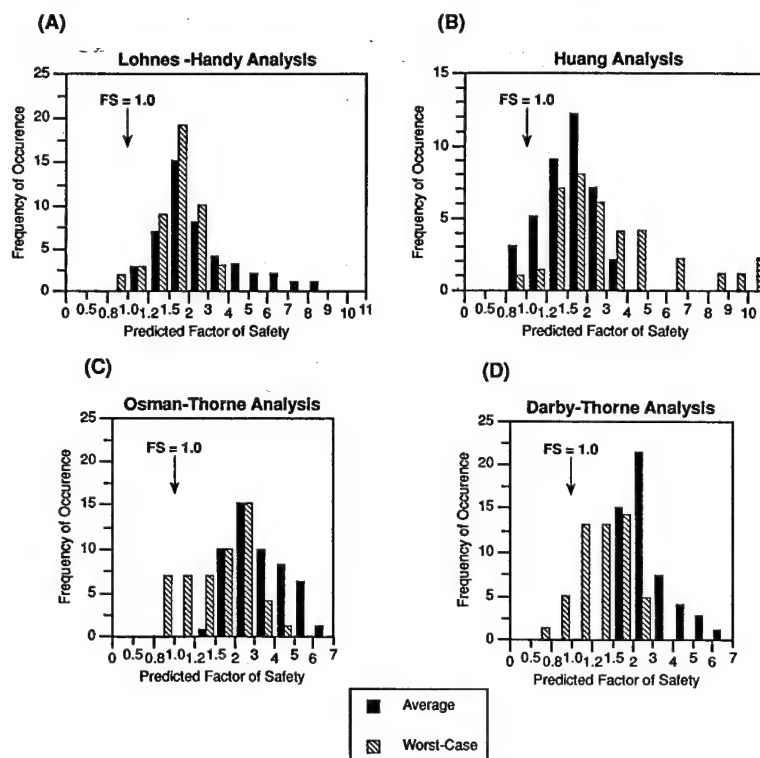 (A)
Lohnes -Handy Analysis
25
20
15
10
5
0
Frequency of Occurence
FS = 1.0
0 0.5 0.8 1.0 1.2 1.5 2 3 4 5 6 7 8 9 10 11
Predicted Factor of Safety
(B)
Huang Analysis
15
10
5
0
Frequency of Occurence
FS = 1.0
0 0.5 0.8 1.0 1.2 1.5 2 3 4 5 6 7 8 9 10
Predicted Factor of Safety
(C)
Osman-Thorne Analysis
25
20
15
10
5
0
Frequency of Occurence
FS = 1.0
0 0.5 0.8 1.0 1.2 1.5 2 3 4 5 6 7
Predicted Factor of Safety
(D)
Darby-Thorne Analysis
25
20
15
10
5
0
Frequency of Occurence
FS = 1.0
0 0.5 0.8 1.0 1.2 1.5 2 3 4 5 6 7
Predicted Factor of Safety
Average
Worst-Case